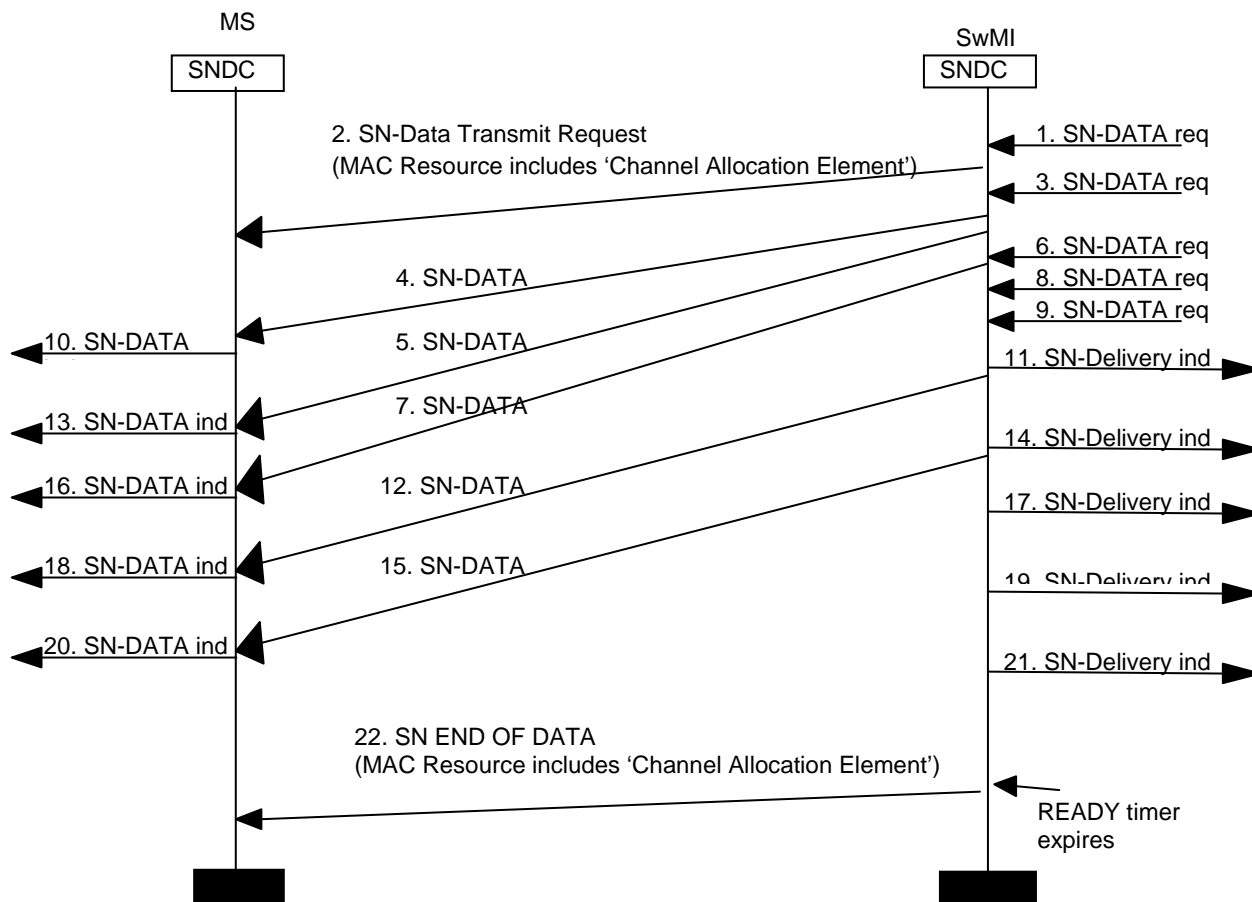 MS
SwMI
SNDC
SNDC
2. SN-Data Transmit Request
(MAC Resource includes ‘Channel Allocation Element’)
1. SN-DATA req
3. SN-DATA req
6. SN-DATA req
4. SN-DATA
8. SN-DATA req
9. SN-DATA req
10. SN-DATA
5. SN-DATA
11. SN-Delivery ind
7. SN-DATA
13. SN-DATA ind
14. SN-Delivery ind
16. SN-DATA ind
12. SN-DATA
17. SN-Delivery ind
18. SN-DATA ind
15. SN-DATA
19. SN-Delivery ind
20. SN-DATA ind
21. SN-Delivery ind
22. SN END OF DATA
(MAC Resource includes ‘Channel Allocation Element’)
READY timer
expires